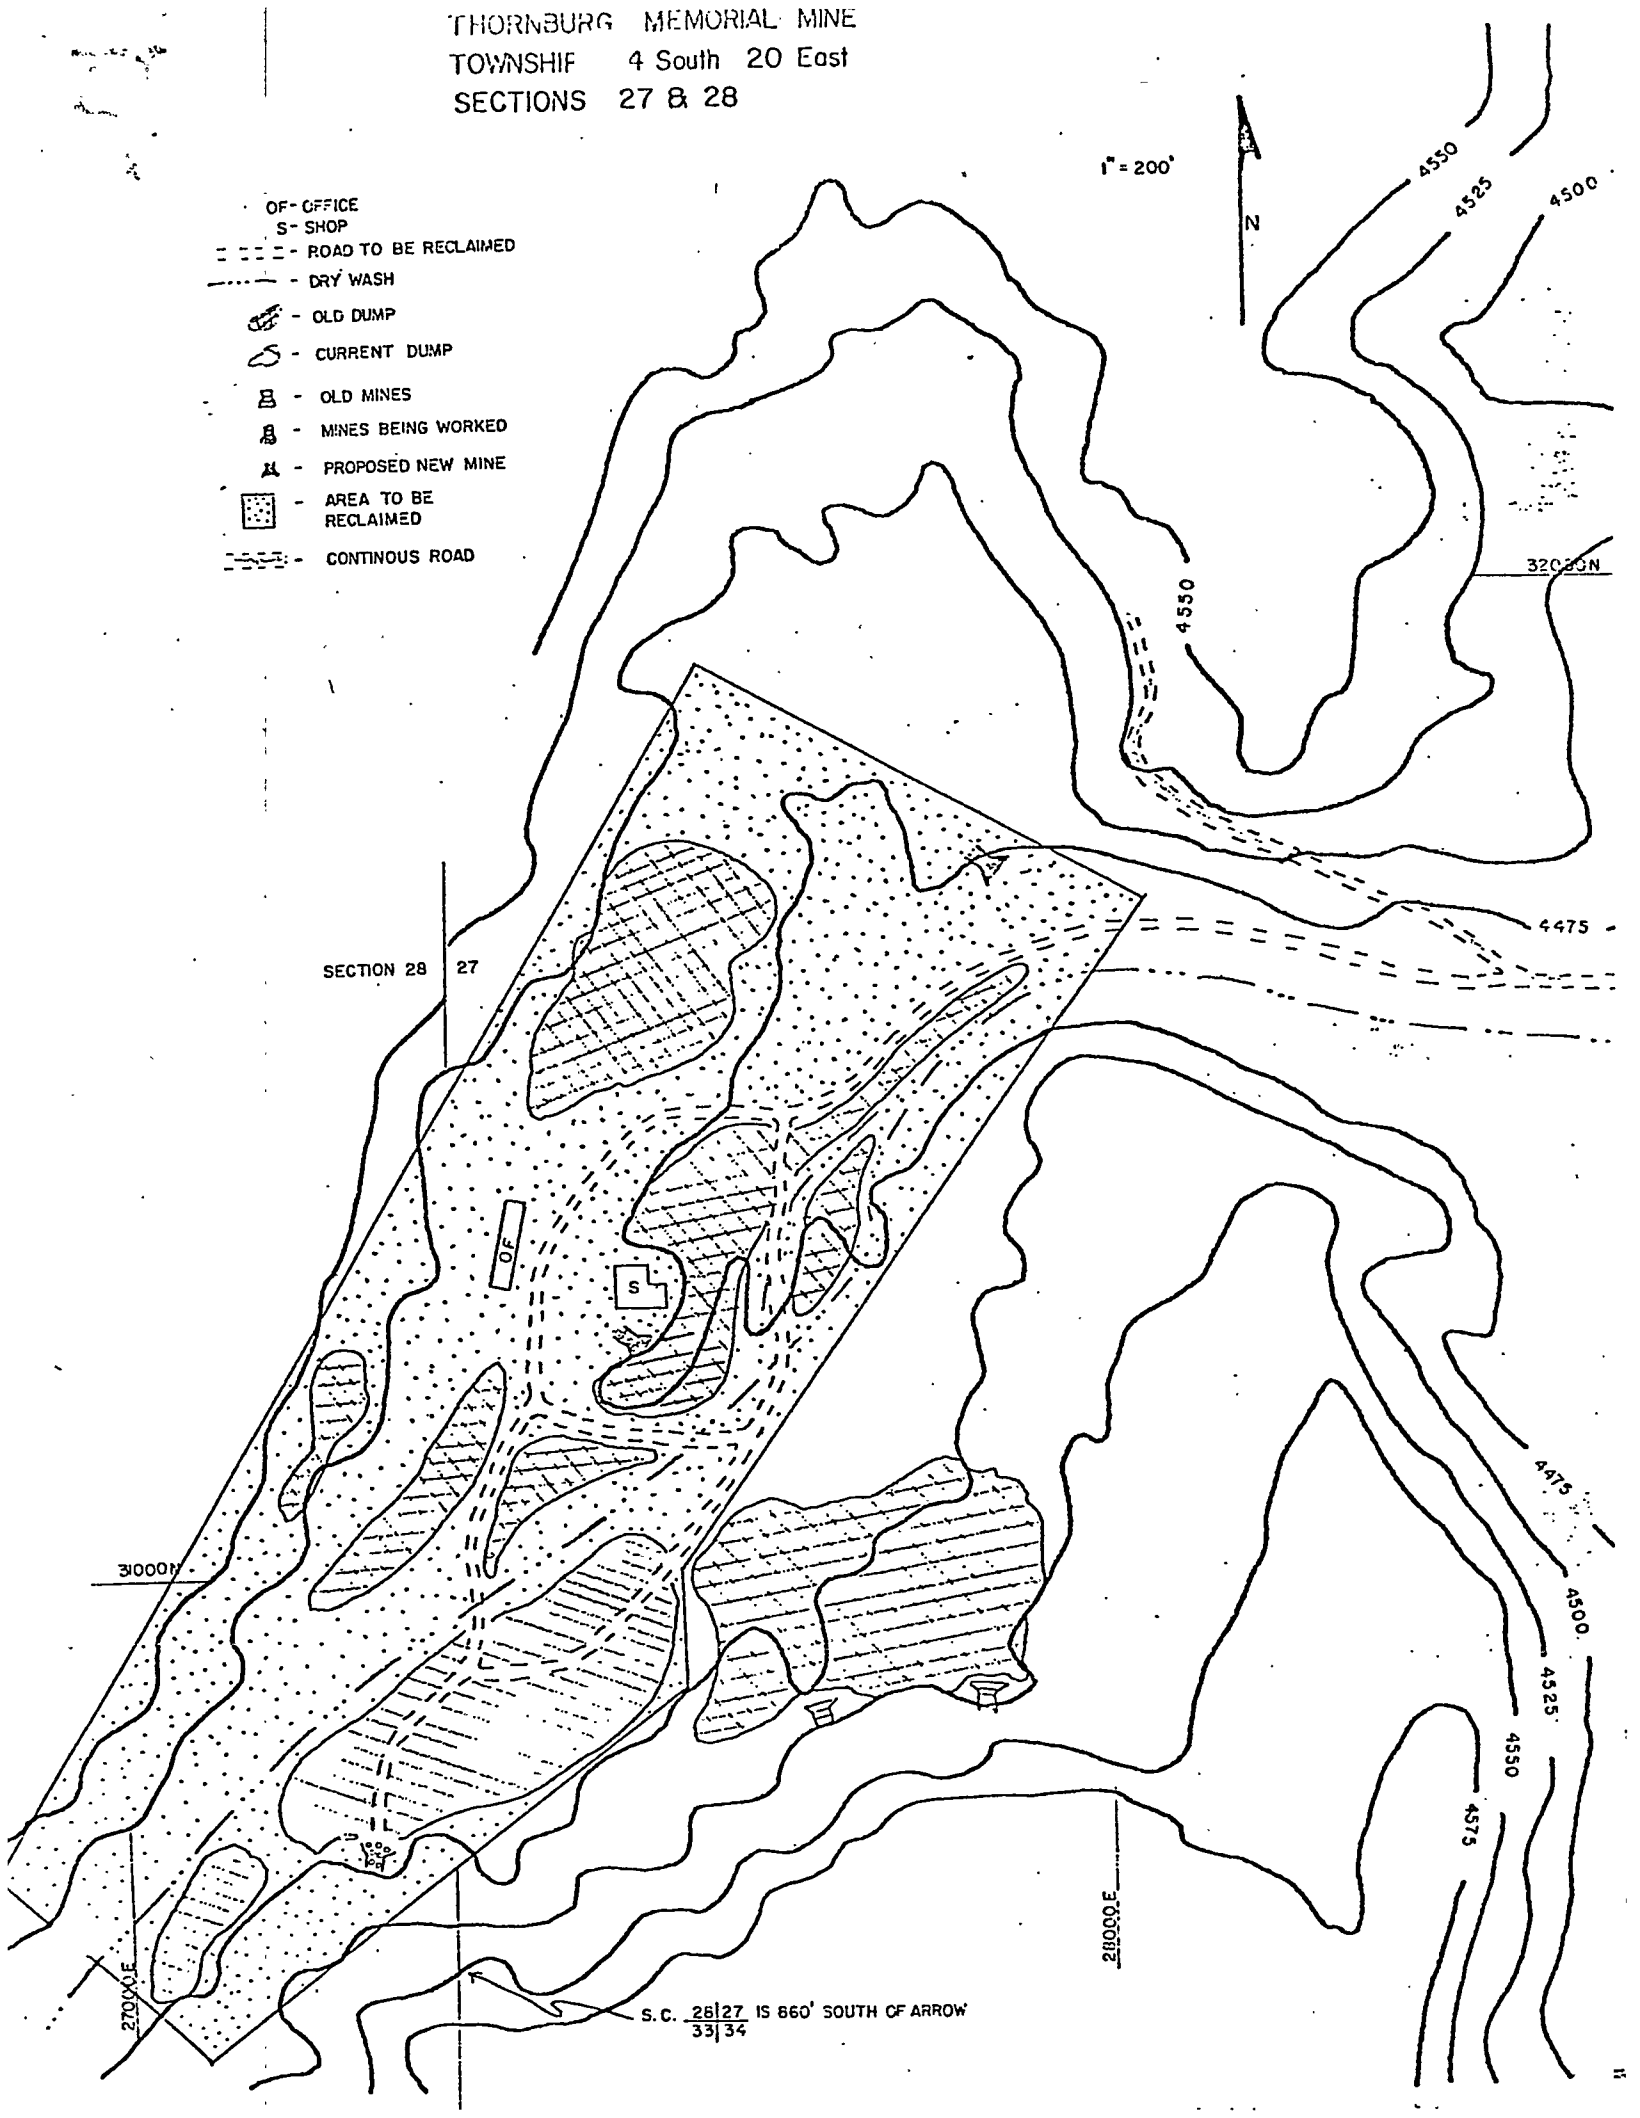 THORNBURG MEMORIAL MINE
TOWNSHIP 4 South 20 East
SECTIONS 27 & 28
1" = 200'
N
OF - OFFICE
S - SHOP
- ROAD TO BE RECLAIMED
- DRY WASH
- OLD DUMP
- CURRENT DUMP
- OLD MINES
- MINES BEING WORKED
- PROPOSED NEW MINE
- AREA TO BE
RECLAIMED
- CONTINOUS ROAD
4550
4525
4500
32000N
4550
4475
SECTION 28 27
OF
S
31000N
4475
4500
4525
4550
4575
28000E
27000E
S.C. 28|27 IS 860' SOUTH OF ARROW
33|34